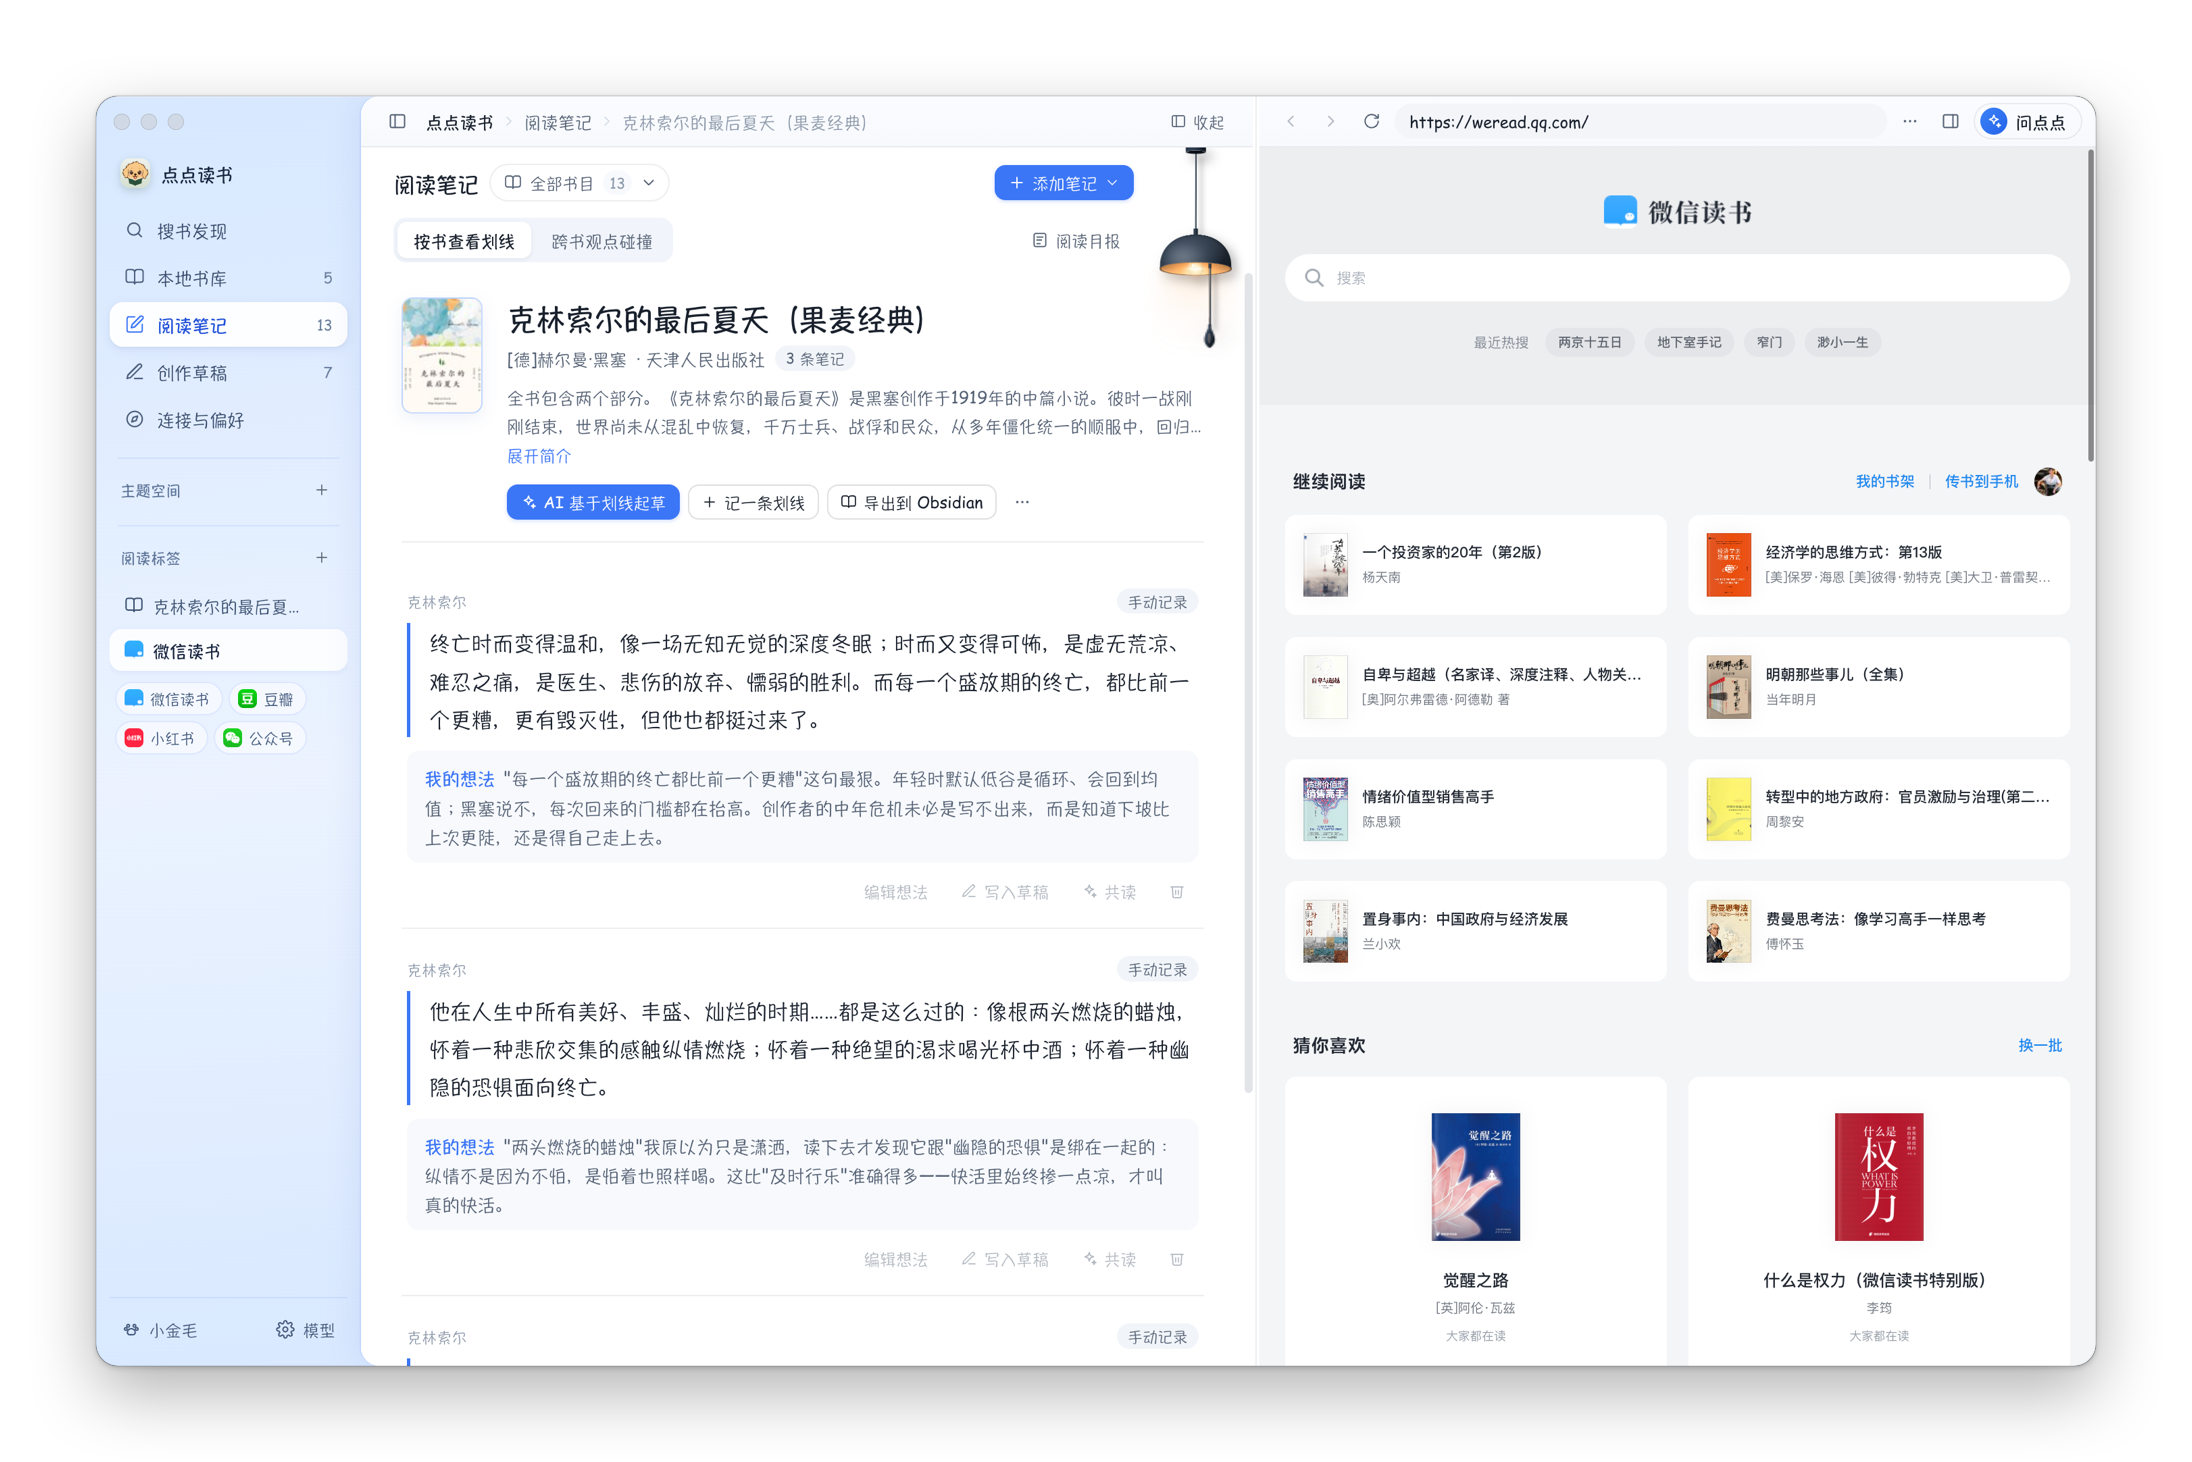 点点读书
搜书发现
本地书库 5
阅读笔记 13
创作草稿 7
连接与偏好
主题空间
阅读标签
克林索尔的最后夏...
微信读书
微信读书 豆瓣
小红书 公众号
小金毛 模型
点点读书 > 阅读笔记 > 克林索尔的最后夏天（果麦经典）
收起
阅读笔记 全部书目 13
+ 添加笔记
按书查看划线 跨书观点碰撞
阅读月报
克林索尔的最后夏天（果麦经典）
[德]赫尔曼·黑塞 · 天津人民出版社 3 条笔记
全书包含两个部分。《克林索尔的最后夏天》是黑塞创作于1919年的中篇小说。彼时一战刚
刚结束，世界尚未从混乱中恢复，千万士兵、战俘和民众，从多年僵化统一的顺服中，回归...
展开简介
AI 基于划线起草
+ 记一条划线
导出到 Obsidian
...
克林索尔 手动记录
终亡时而变得温和，像一场无知无觉的深度冬眠；时而又变得可怖，是虚无荒凉、
难忍之痛，是医生、悲伤的放弃、懦弱的胜利。而每一个盛放期的终亡，都比前一
个更糟，更有毁灭性，但他也都挺过来了。
我的想法 "每一个盛放期的终亡都比前一个更糟"这句最狠。年轻时默认低谷是循环、会回到均
值；黑塞说不，每次回来的门槛都在抬高。创作者的中年危机未必是写不出来，而是知道下坡比
上次更陡，还是得自己走上去。
编辑想法 写入草稿 共读
克林索尔 手动记录
他在人生中所有美好、丰盛、灿烂的时期……都是这么过的：像根两头燃烧的蜡烛，
怀着一种悲欣交集的感触纵情燃烧；怀着一种绝望的渴求喝光杯中酒；怀着一种幽
隐的恐惧面向终亡。
我的想法 "两头燃烧的蜡烛"我原以为只是潇洒，读下去才发现它跟"幽隐的恐惧"是绑在一起的：
纵情不是因为不怕，是怕着也照样喝。这比"及时行乐"准确得多——快活里始终掺一点凉，才叫
真的快活。
编辑想法 写入草稿 共读
克林索尔 手动记录
https://weread.qq.com/
... 问点点
微信读书
搜索
最近热搜 两京十五日 地下室手记 窄门 渺小一生
继续阅读 我的书架 | 传书到手机
一个投资家的20年（第2版）
杨天南
经济学的思维方式：第13版
[美]保罗·海恩 [美]彼得·勃特克 [美]大卫·普雷契...
自卑与超越（名家译、深度注释、人物关...
[奥]阿尔弗雷德·阿德勒 著
明朝那些事儿（全集）
当年明月
情绪价值型销售高手
陈思颖
转型中的地方政府：官员激励与治理(第二...
周黎安
置身事内：中国政府与经济发展
兰小欢
费曼思考法：像学习高手一样思考
傅怀玉
猜你喜欢 换一批
觉醒之路
觉醒之路
[英]阿伦·瓦兹
大家都在读
什么是
权
WHAT IS
POWER
力
什么是权力（微信读书特别版）
李筠
大家都在读